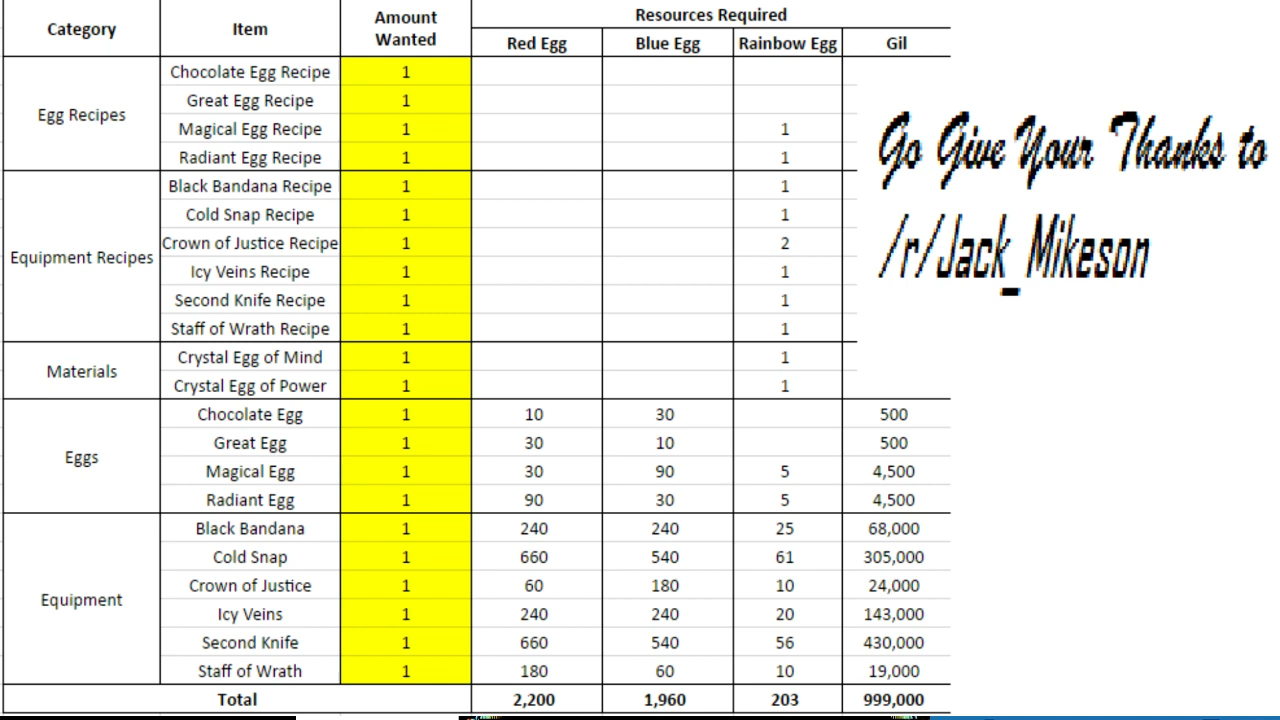 Category Item Amount Wanted Resources Required
Red Egg Blue Egg Rainbow Egg Gil
Egg Recipes
Chocolate Egg Recipe 1
Great Egg Recipe 1
Magical Egg Recipe 1 1
Radiant Egg Recipe 1 1
Equipment Recipes
Black Bandana Recipe 1 1
Cold Snap Recipe 1 1
Crown of Justice Recipe 1 2
Icy Veins Recipe 1 1
Second Knife Recipe 1 1
Staff of Wrath Recipe 1 1
Materials
Crystal Egg of Mind 1 1
Crystal Egg of Power 1 1
Eggs
Chocolate Egg 1 10 30 500
Great Egg 1 30 10 500
Magical Egg 1 30 90 5 4,500
Radiant Egg 1 90 30 5 4,500
Equipment
Black Bandana 1 240 240 25 68,000
Cold Snap 1 660 540 61 305,000
Crown of Justice 1 60 180 10 24,000
Icy Veins 1 240 240 20 143,000
Second Knife 1 660 540 56 430,000
Staff of Wrath 1 180 60 10 19,000
Total 2,200 1,960 203 999,000
Go Give Your Thanks to
/r/Jack_Mikeson